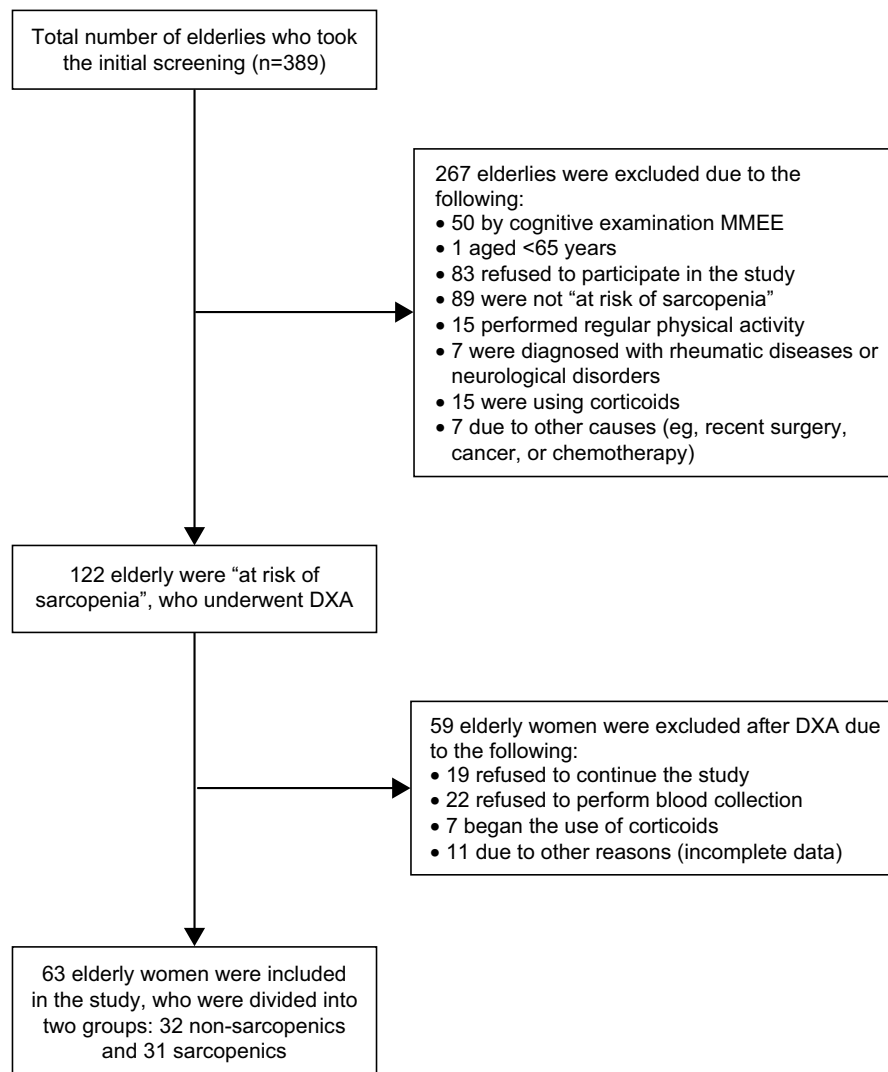 Total number of elderlies who took
the initial screening (n=389)
267 elderlies were excluded due to the
following:
• 50 by cognitive examination MMEE
• 1 aged <65 years
• 83 refused to participate in the study
• 89 were not “at risk of sarcopenia”
• 15 performed regular physical activity
• 7 were diagnosed with rheumatic diseases or
neurological disorders
• 15 were using corticoids
• 7 due to other causes (eg, recent surgery,
cancer, or chemotherapy)
122 elderly were “at risk of
sarcopenia”, who underwent DXA
59 elderly women were excluded after DXA due
to the following:
• 19 refused to continue the study
• 22 refused to perform blood collection
• 7 began the use of corticoids
• 11 due to other reasons (incomplete data)
63 elderly women were included
in the study, who were divided into
two groups: 32 non-sarcopenics
and 31 sarcopenics